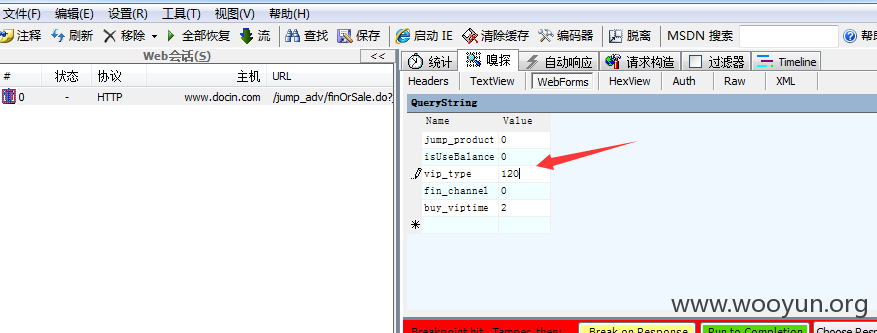 文件(F) 编辑(E) 设置(R) 工具(T) 视图(V) 帮助(H)
注释 刷新 移除 全部恢复 流 查找 保存 启动 IE 清除缓存 编码器 脱离 MSDN 搜索 帮助
Web会话(S) <<
# 状态 协议 主机 URL
0 - HTTP www.docin.com /jump_adv/finOrSale.do?
统计 嗅探 自动响应 请求构造 过滤器 Timeline
Headers TextView WebForms HexView Auth Raw XML
QueryString
Name Value
jump_product 0
isUseBalance 0
vip_type 120
fin_channel 0
buy_viptime 2
www.wooyun.org
Breakpoint hit. Tamper, then: Break on Response Run to Completion Choose Resp